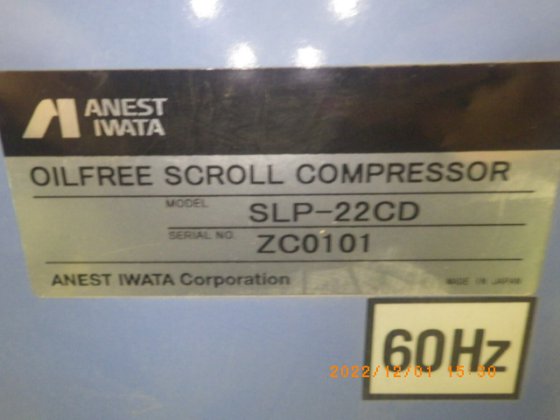 ANEST
IWATA
OILFREE SCROLL COMPRESSOR
MODEL SLP-22CD
SERIAL NO. ZC0101
ANEST IWATA Corporation MADE IN JAPAN
60Hz
2022/12/01 15:30